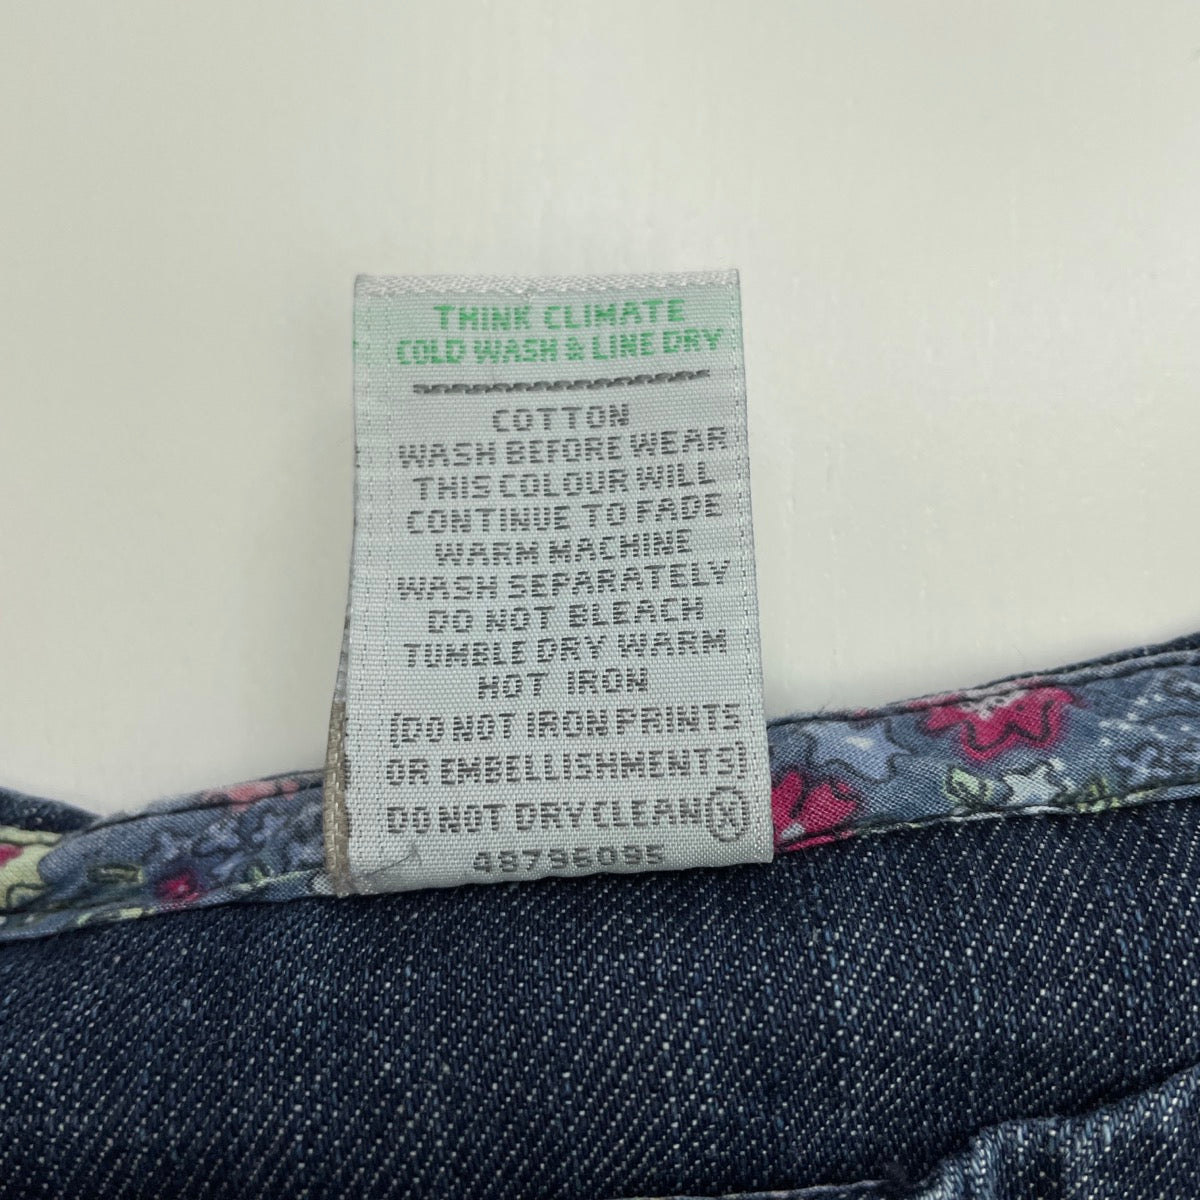 THINK CLIMATE
COLD WASH & LINE DRY
COTTON
WASH BEFORE WEAR
THIS COLOUR WILL
CONTINUE TO FADE
WARM MACHINE
WASH SEPARATELY
DO NOT BLEACH
TUMBLE DRY WARM
HOT IRON
(DO NOT IRON PRINTS
OR EMBELLISHMENTS)
DO NOT DRY CLEAN Ⓧ
48796095